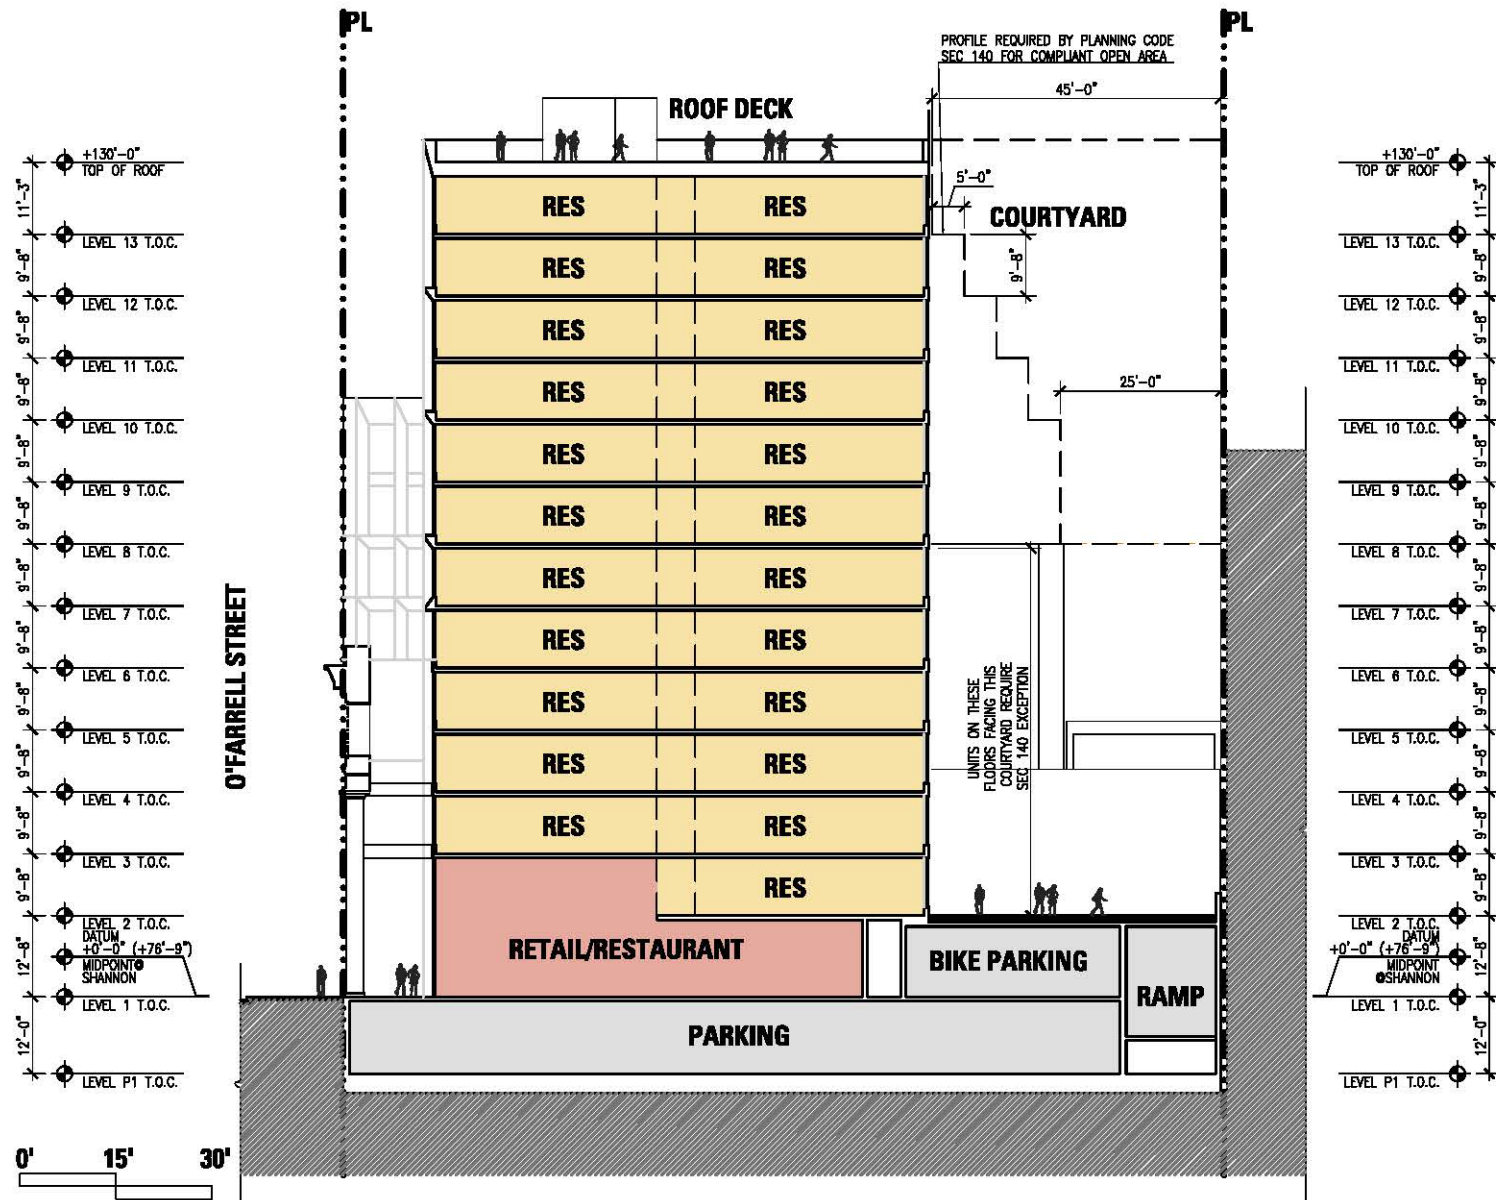 PL
PL
PROFILE REQUIRED BY PLANNING CODE
SEC 140 FOR COMPLIANT OPEN AREA
45'-0"
ROOF DECK
+130'-0"
TOP OF ROOF
+130'-0"
TOP OF ROOF
11'-3"
RES RES
5'-0"
COURTYARD
11'-3"
LEVEL 13 T.O.C.
LEVEL 13 T.O.C.
9'-8"
RES RES
9'-8"
9'-8"
LEVEL 12 T.O.C.
LEVEL 12 T.O.C.
9'-8"
RES RES
9'-8"
LEVEL 11 T.O.C.
LEVEL 11 T.O.C.
9'-8"
RES RES
25'-0"
9'-8"
LEVEL 10 T.O.C.
LEVEL 10 T.O.C.
9'-8"
RES RES
9'-8"
LEVEL 9 T.O.C.
LEVEL 9 T.O.C.
9'-8"
RES RES
9'-8"
LEVEL 8 T.O.C.
LEVEL 8 T.O.C.
9'-8"
RES RES
9'-8"
LEVEL 7 T.O.C.
LEVEL 7 T.O.C.
9'-8"
RES RES
9'-8"
LEVEL 6 T.O.C.
LEVEL 6 T.O.C.
O'FARRELL STREET
9'-8"
RES RES
UNITS ON THESE
FLOORS FACING THIS
COURTYARD REQUIRE
SEC 140 EXCEPTION
9'-8"
LEVEL 5 T.O.C.
LEVEL 5 T.O.C.
9'-8"
RES RES
9'-8"
LEVEL 4 T.O.C.
LEVEL 4 T.O.C.
9'-8"
RES RES
9'-8"
LEVEL 3 T.O.C.
LEVEL 3 T.O.C.
9'-8"
RES
9'-8"
LEVEL 2 T.O.C.
LEVEL 2 T.O.C.
DATUM
+0'-0" (+76'-9")
MIDPOINT@
SHANNON
12'-8"
RETAIL/RESTAURANT
BIKE PARKING
DATUM
+0'-0" (+76'-9")
MIDPOINT
@SHANNON
12'-8"
LEVEL 1 T.O.C.
RAMP
LEVEL 1 T.O.C.
12'-0"
PARKING
12'-0"
LEVEL P1 T.O.C.
LEVEL P1 T.O.C.
0' 15' 30'